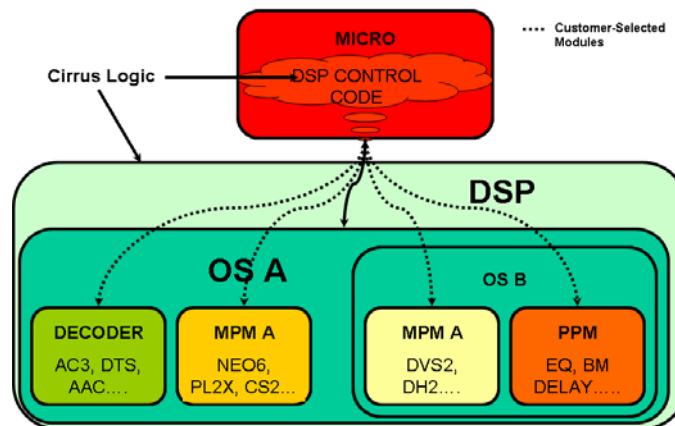 MICRO
Customer-Selected
Modules
Cirrus Logic
DSP CONTROL
CODE
DSP
OS A
OS B
DECODER
AC3, DTS,
AAC....
MPM A
NEO6,
PL2X, CS2...
MPM A
DVS2,
DH2....
PPM
EQ, BM
DELAY.....